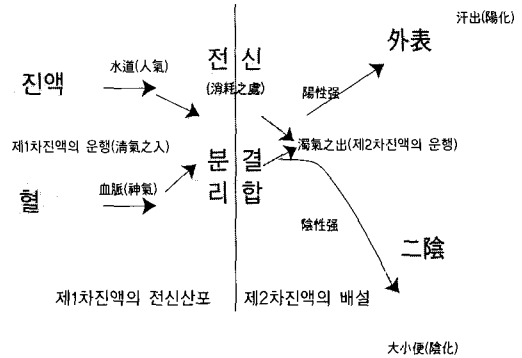 汗出(陽化)
外表
전 신
水道(人氣)
(消耗之處)
陽性强
진액
제1차진액의 운행(淸氣之入)
濁氣之出(제2차진액의 운행)
분 결
리 합
혈
血脈(神氣)
陰性强
二陰
제1차진액의 전신산포
제2차진액의 배설
大小便(陰化)